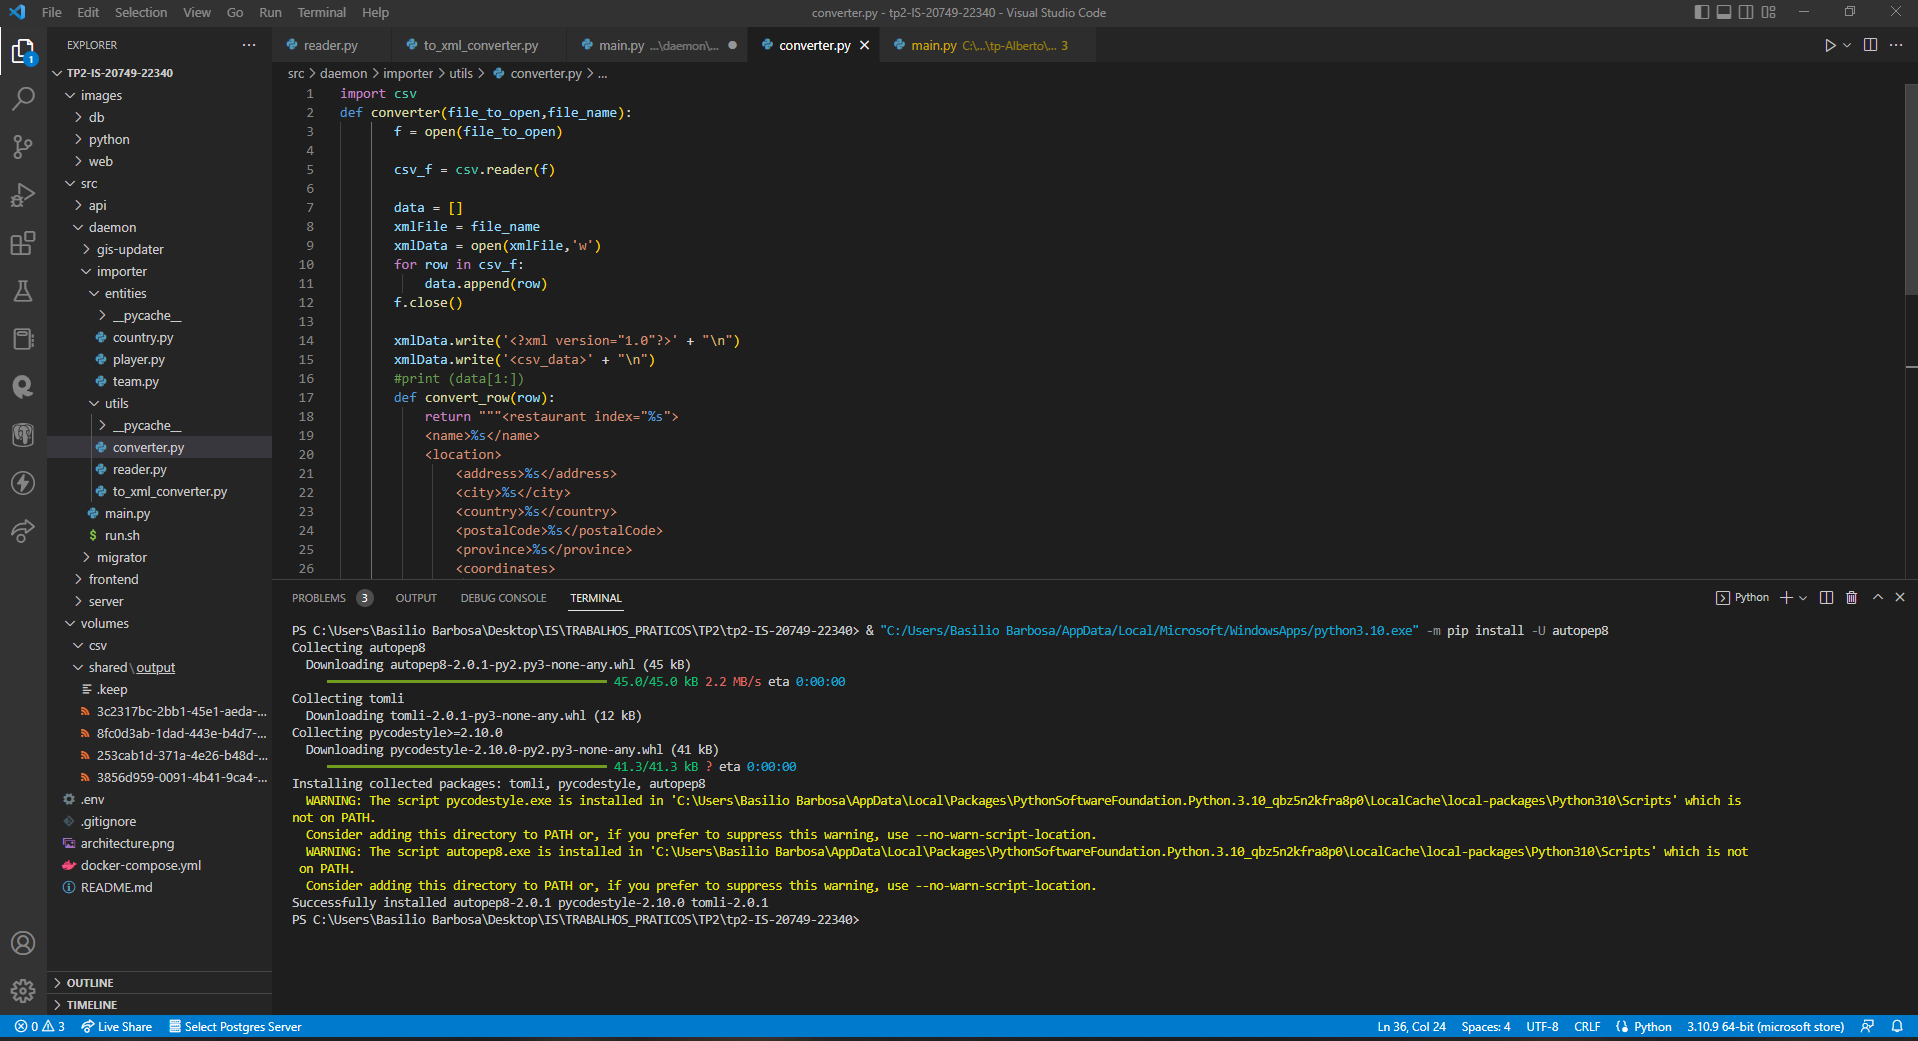 File Edit Selection View Go Run Terminal Help
converter.py - tp2-IS-20749-22340 - Visual Studio Code
EXPLORER
reader.py
to_xml_converter.py
main.py ...\daemon\...
converter.py
main.py C:\...\tp-Alberto\... 3
1
TP2-IS-20749-22340
images
db
python
web
src
api
daemon
gis-updater
importer
entities
__pycache__
country.py
player.py
team.py
utils
__pycache__
converter.py
reader.py
to_xml_converter.py
main.py
$ run.sh
migrator
frontend
server
volumes
csv
shared\output
.keep
3c2317bc-2bb1-45e1-aeda-...
8fc0d3ab-1dad-443e-b4d7-...
253cab1d-371a-4e26-b48d-...
3856d959-0091-4b41-9ca4-...
.env
.gitignore
architecture.png
docker-compose.yml
README.md
OUTLINE
TIMELINE
src > daemon > importer > utils > converter.py > ...
1 import csv
2 def converter(file_to_open,file_name):
3 f = open(file_to_open)
4
5 csv_f = csv.reader(f)
6
7 data = []
8 xmlFile = file_name
9 xmlData = open(xmlFile,'w')
10 for row in csv_f:
11 data.append(row)
12 f.close()
13
14 xmlData.write('<?xml version="1.0"?>' + "\n")
15 xmlData.write('<csv_data>' + "\n")
16 #print (data[1:])
17 def convert_row(row):
18 return """<restaurant index="%s">
19 <name>%s</name>
20 <location>
21 <address>%s</address>
22 <city>%s</city>
23 <country>%s</country>
24 <postalCode>%s</postalCode>
25 <province>%s</province>
26 <coordinates>
PROBLEMS 3 OUTPUT DEBUG CONSOLE TERMINAL
Python
PS C:\Users\Basilio Barbosa\Desktop\IS\TRABALHOS_PRATICOS\TP2\tp2-IS-20749-22340> & "C:/Users/Basilio Barbosa/AppData/Local/Microsoft/WindowsApps/python3.10.exe" -m pip install -U autopep8
Collecting autopep8
Downloading autopep8-2.0.1-py2.py3-none-any.whl (45 kB)
45.0/45.0 kB 2.2 MB/s eta 0:00:00
Collecting tomli
Downloading tomli-2.0.1-py3-none-any.whl (12 kB)
Collecting pycodestyle>=2.10.0
Downloading pycodestyle-2.10.0-py2.py3-none-any.whl (41 kB)
41.3/41.3 kB ? eta 0:00:00
Installing collected packages: tomli, pycodestyle, autopep8
WARNING: The script pycodestyle.exe is installed in 'C:\Users\Basilio Barbosa\AppData\Local\Packages\PythonSoftwareFoundation.Python.3.10_qbz5n2kfra8p0\LocalCache\local-packages\Python310\Scripts' which is
not on PATH.
Consider adding this directory to PATH or, if you prefer to suppress this warning, use --no-warn-script-location.
WARNING: The script autopep8.exe is installed in 'C:\Users\Basilio Barbosa\AppData\Local\Packages\PythonSoftwareFoundation.Python.3.10_qbz5n2kfra8p0\LocalCache\local-packages\Python310\Scripts' which is not
on PATH.
Consider adding this directory to PATH or, if you prefer to suppress this warning, use --no-warn-script-location.
Successfully installed autopep8-2.0.1 pycodestyle-2.10.0 tomli-2.0.1
PS C:\Users\Basilio Barbosa\Desktop\IS\TRABALHOS_PRATICOS\TP2\tp2-IS-20749-22340>
0 3 Live Share Select Postgres Server
Ln 36, Col 24 Spaces: 4 UTF-8 CRLF Python 3.10.9 64-bit (microsoft store)